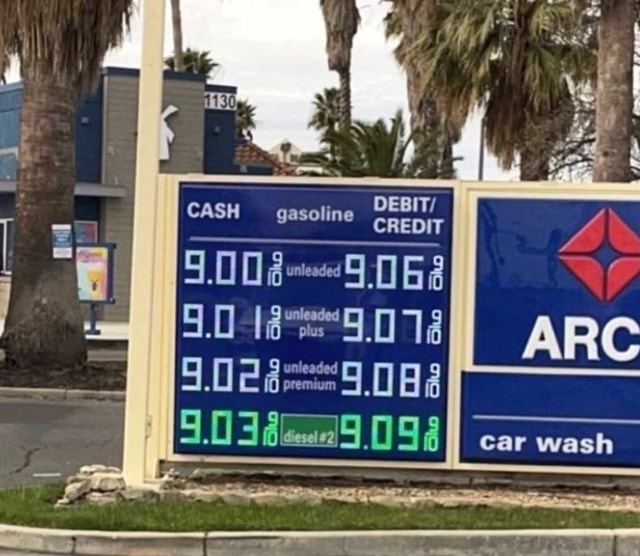 1130
CASH gasoline DEBIT/
CREDIT
9.00 9/10 unleaded 9.06 9/10
9.01 9/10 unleaded plus 9.07 9/10
9.02 9/10 unleaded premium 9.08 9/10
9.03 9/10 diesel #2 9.09 9/10
ARC
car wash